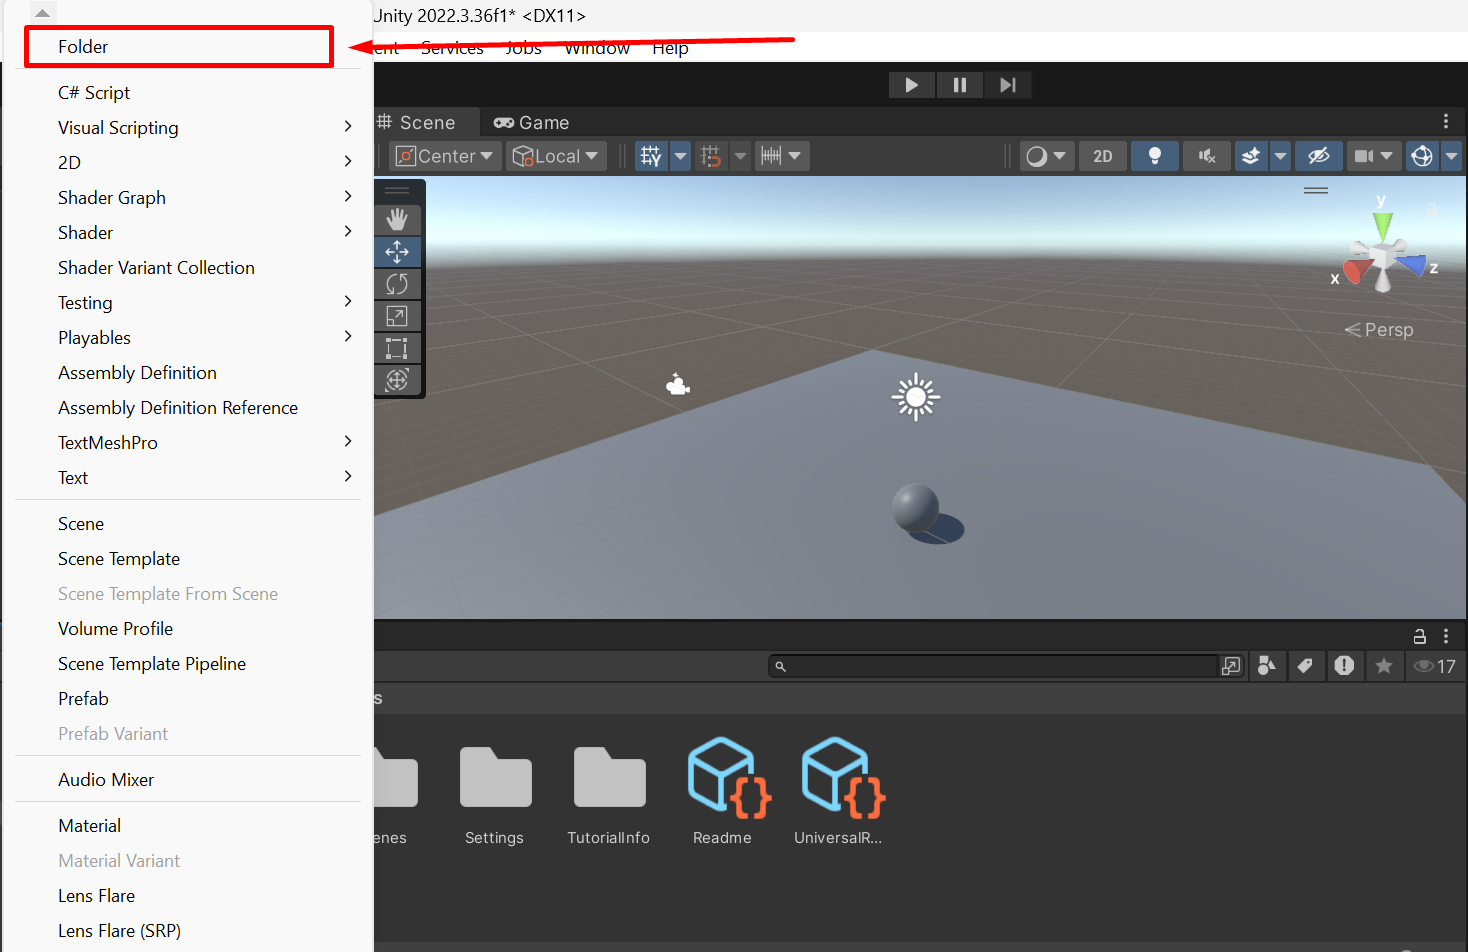 Unity 2022.3.36f1* <DX11>
Folder
ent Services Jobs Window Help
C# Script
Visual Scripting
2D
Shader Graph
Shader
Shader Variant Collection
Testing
Playables
Assembly Definition
Assembly Definition Reference
TextMeshPro
Text
Scene
Scene Template
Scene Template From Scene
Volume Profile
Scene Template Pipeline
Prefab
Prefab Variant
Audio Mixer
Material
Material Variant
Lens Flare
Lens Flare (SRP)
Scene Game
Center Local 2D
y
x z
Persp
17
s
enes Settings TutorialInfo Readme UniversalR...